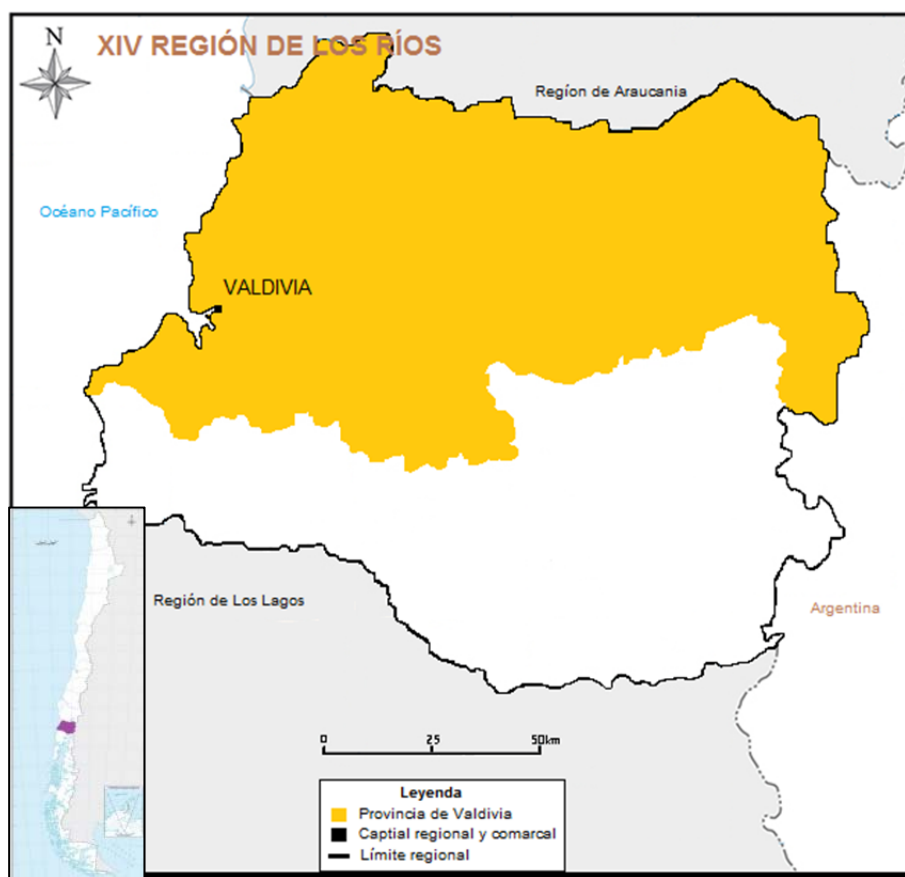 N
XIV REGIÓN DE LOS RÍOS
Región de Araucania
Océano Pacífico
VALDIVIA
Región de Los Lagos
Argentina
0 25 50km
Leyenda
Provincia de Valdivia
Captial regional y comarcal
Límite regional